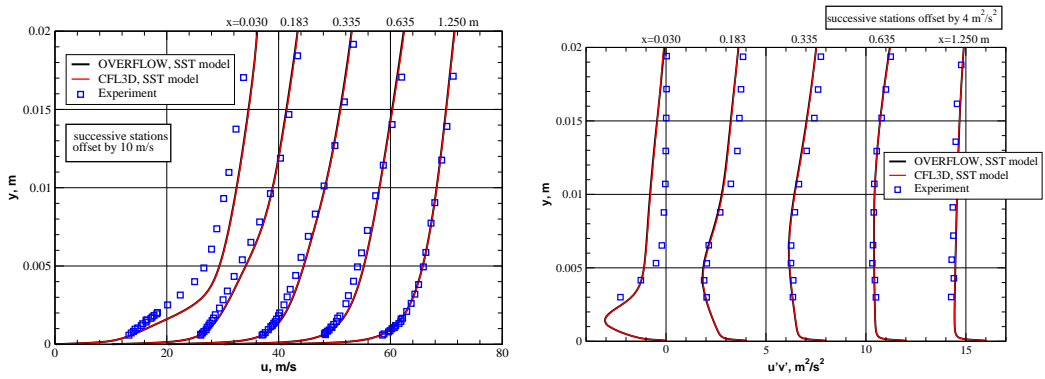 x=0.030 0.183 0.335 0.635 1.250 m
0.02
OVERFLOW, SST model
CFL3D, SST model
Experiment
0.015
successive stations
offset by 10 m/s
y, m
0.01
0.005
0
0 20 40 60 80
u, m/s
successive stations offset by 4 m²/s²
x=0.030 0.183 0.335 0.635 x=1.250 m
0.02
0.015
OVERFLOW, SST model
CFL3D, SST model
Experiment
y, m
0.01
0.005
0
0 5 10 15
u'v', m²/s²